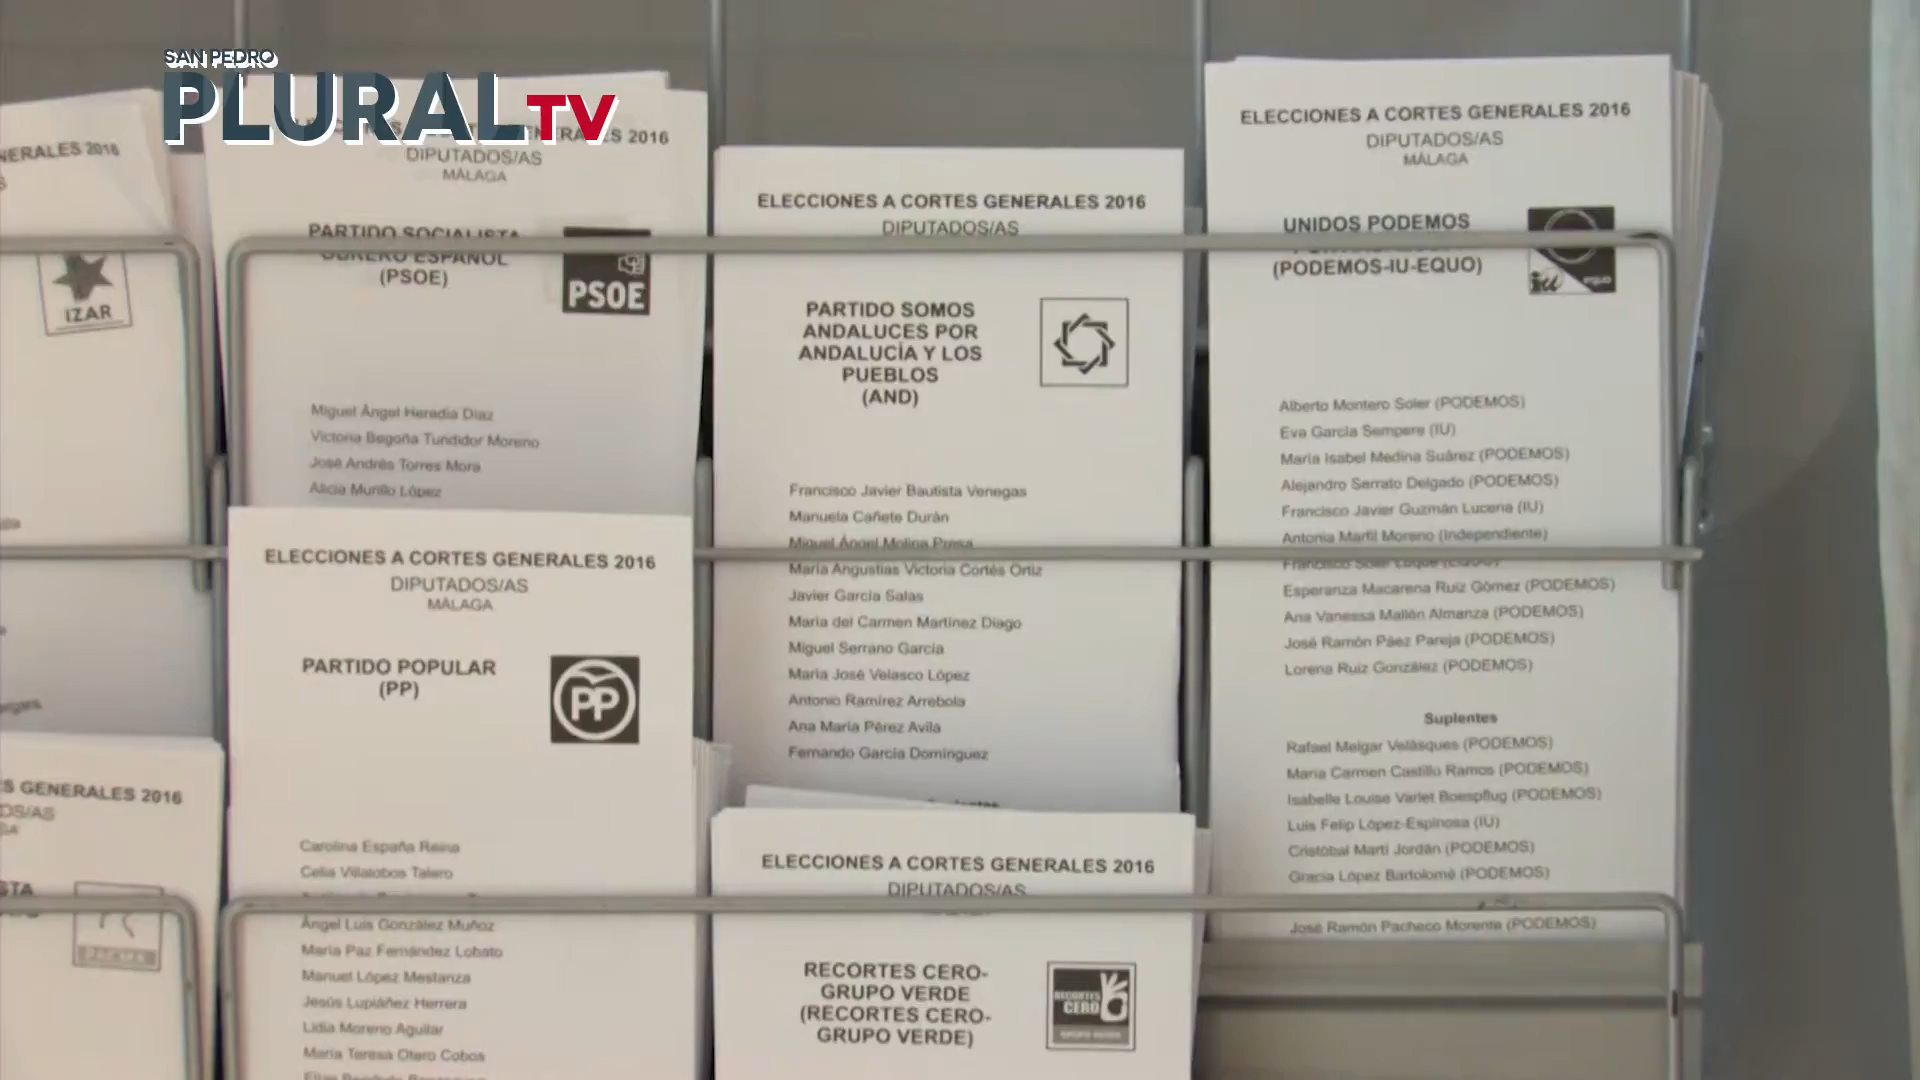 SAN PEDRO
PLURAL TV
GENERALES 2016
DIPUTADOS/AS
MÁLAGA
PARTIDO SOCIALISTA
OBRERO ESPAÑOL
(PSOE)
PSOE
Miguel Ángel Heredia Díaz
Victoria Begoña Tundidor Moreno
José Andrés Torres Mora
Alicia Murillo López
IZAR
ELECCIONES A CORTES GENERALES 2016
DIPUTADOS/AS
PARTIDO SOMOS
ANDALUCES POR
ANDALUCÍA Y LOS
PUEBLOS
(AND)
Francisco Javier Bautista Venegas
Manuela Cañete Durán
Miguel Ángel Molina Presa
María Angustias Victoria Cortés Ortiz
Javier García Salas
María del Carmen Martínez Diago
Miguel Serrano García
María José Velasco López
Antonio Ramírez Arrebola
Ana María Pérez Avila
Fernando García Domínguez
ELECCIONES A CORTES GENERALES 2016
DIPUTADOS/AS
MÁLAGA
UNIDOS PODEMOS
(PODEMOS-IU-EQUO)
iu equo
Alberto Montero Soler (PODEMOS)
Eva García Sempere (IU)
María Isabel Medina Suárez (PODEMOS)
Alejandro Serrato Delgado (PODEMOS)
Francisco Javier Guzmán Lucena (IU)
Antonia Marfil Moreno (Independiente)
Francisco Soler Luque (EQUO)
Esperanza Macarena Ruiz Gómez (PODEMOS)
Ana Vanessa Mallén Almanza (PODEMOS)
José Ramón Páez Pareja (PODEMOS)
Lorena Ruiz González (PODEMOS)
Suplentes
Rafael Melgar Velásques (PODEMOS)
María Carmen Castillo Ramos (PODEMOS)
Isabelle Louise Varlet Boespflug (PODEMOS)
Luis Felip López-Espinosa (IU)
Cristóbal Martí Jordán (PODEMOS)
Gracia López Bartolomé (PODEMOS)
José Ramón Pacheco Morente (PODEMOS)
ELECCIONES A CORTES GENERALES 2016
DIPUTADOS/AS
MÁLAGA
PARTIDO POPULAR
(PP)
PP
Carolina España Reina
Celia Villalobos Talero
Ángel Luis González Muñoz
María Paz Fernández Lobato
Manuel López Mestanza
Jesús Lupiáñez Herrera
Lidia Moreno Aguilar
María Teresa Otero Cobos
GENERALES 2016
ELECCIONES A CORTES GENERALES 2016
DIPUTADOS/AS
RECORTES CERO-
GRUPO VERDE
(RECORTES CERO-
GRUPO VERDE)
RECORTES
CERO
GRUPO VERDE